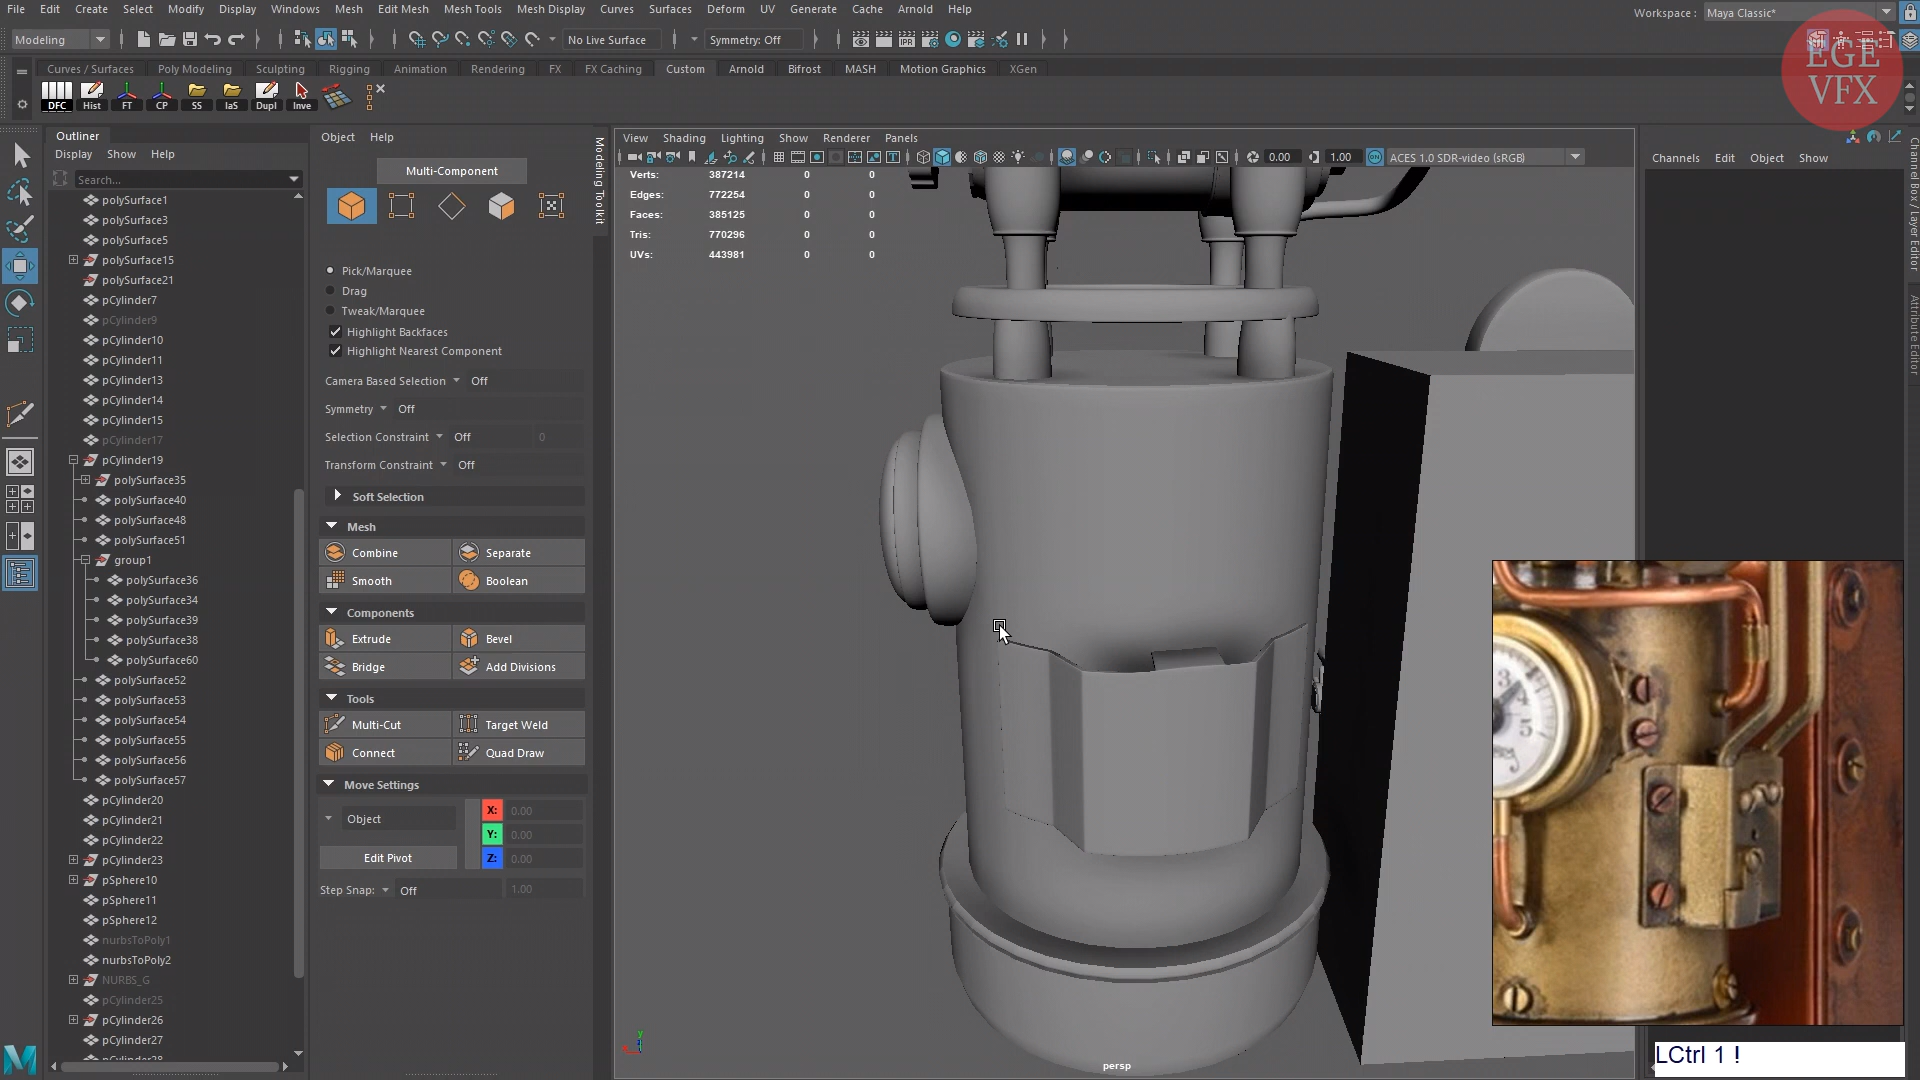 File Edit Create Select Modify Display Windows Mesh Edit Mesh Mesh Tools Mesh Display Curves Surfaces Deform UV Generate Cache Arnold Help
Workspace : Maya Classic*
Modeling No Live Surface Symmetry: Off
EGE
VFX
Curves / Surfaces Poly Modeling Sculpting Rigging Animation Rendering FX FX Caching Custom Arnold Bifrost MASH Motion Graphics XGen
IPR
DFC Hist FT CP SS IaS Dupl Inve
Outliner
Display Show Help
Search...
polySurface1
polySurface3
polySurface5
polySurface15
polySurface21
pCylinder7
pCylinder9
pCylinder10
pCylinder11
pCylinder13
pCylinder14
pCylinder15
pCylinder17
pCylinder19
polySurface35
polySurface40
polySurface48
polySurface51
group1
polySurface36
polySurface34
polySurface39
polySurface38
polySurface60
polySurface52
polySurface53
polySurface54
polySurface55
polySurface56
polySurface57
pCylinder20
pCylinder21
pCylinder22
pCylinder23
pSphere10
pSphere11
pSphere12
nurbsToPoly1
nurbsToPoly2
NURBS_G
pCylinder25
pCylinder26
pCylinder27
pCylinder28
Object Help
Modeling Toolkit
Multi-Component
Pick/Marquee
Drag
Tweak/Marquee
Highlight Backfaces
Highlight Nearest Component
Camera Based Selection Off
Symmetry Off
Selection Constraint Off 0
Transform Constraint Off
Soft Selection
Mesh
Combine Separate
Smooth Boolean
Components
Extrude Bevel
Bridge Add Divisions
Tools
Multi-Cut Target Weld
Connect Quad Draw
Move Settings
Object
X: 0.00
Y: 0.00
Z: 0.00
Edit Pivot
Step Snap: Off 1.00
View Shading Lighting Show Renderer Panels
0.00 1.00 ON ACES 1.0 SDR-video (sRGB)
Verts: 387214 0 0
Edges: 772254 0 0
Faces: 385125 0 0
Tris: 770296 0 0
UVs: 443981 0 0
y
persp
Channels Edit Object Show
Channel Box / Layer Editor
Attribute Editor
LCtrl 1 !